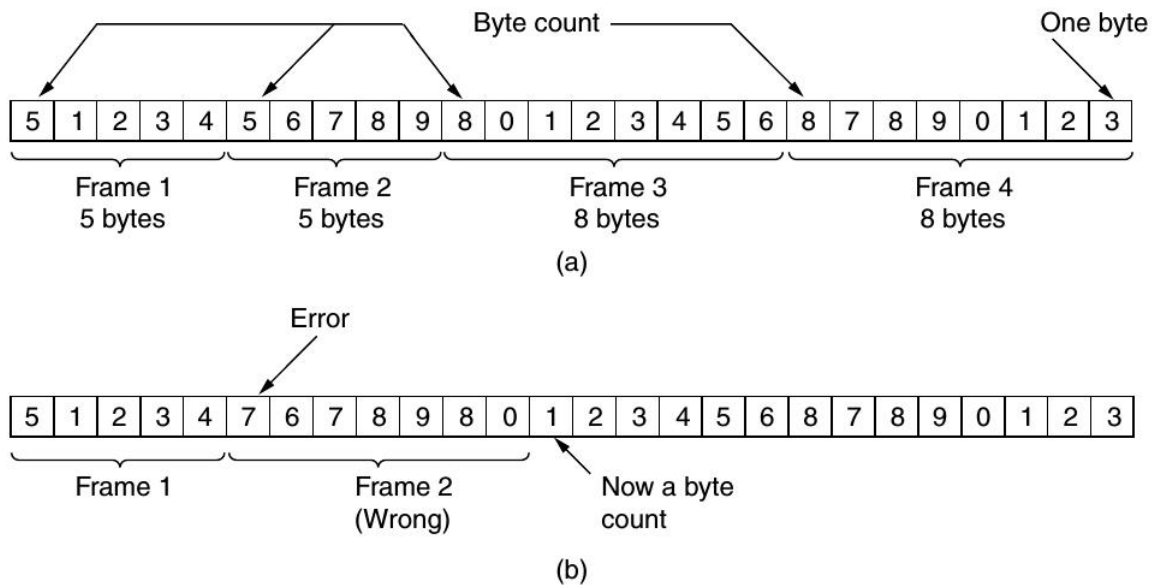 Byte count One byte
5 1 2 3 4 5 6 7 8 9 8 0 1 2 3 4 5 6 8 7 8 9 0 1 2 3
Frame 1 Frame 2 Frame 3 Frame 4
5 bytes 5 bytes 8 bytes 8 bytes
(a)
Error
5 1 2 3 4 7 6 7 8 9 8 0 1 2 3 4 5 6 8 7 8 9 0 1 2 3
Frame 1 Frame 2 Now a byte
(Wrong) count
(b)